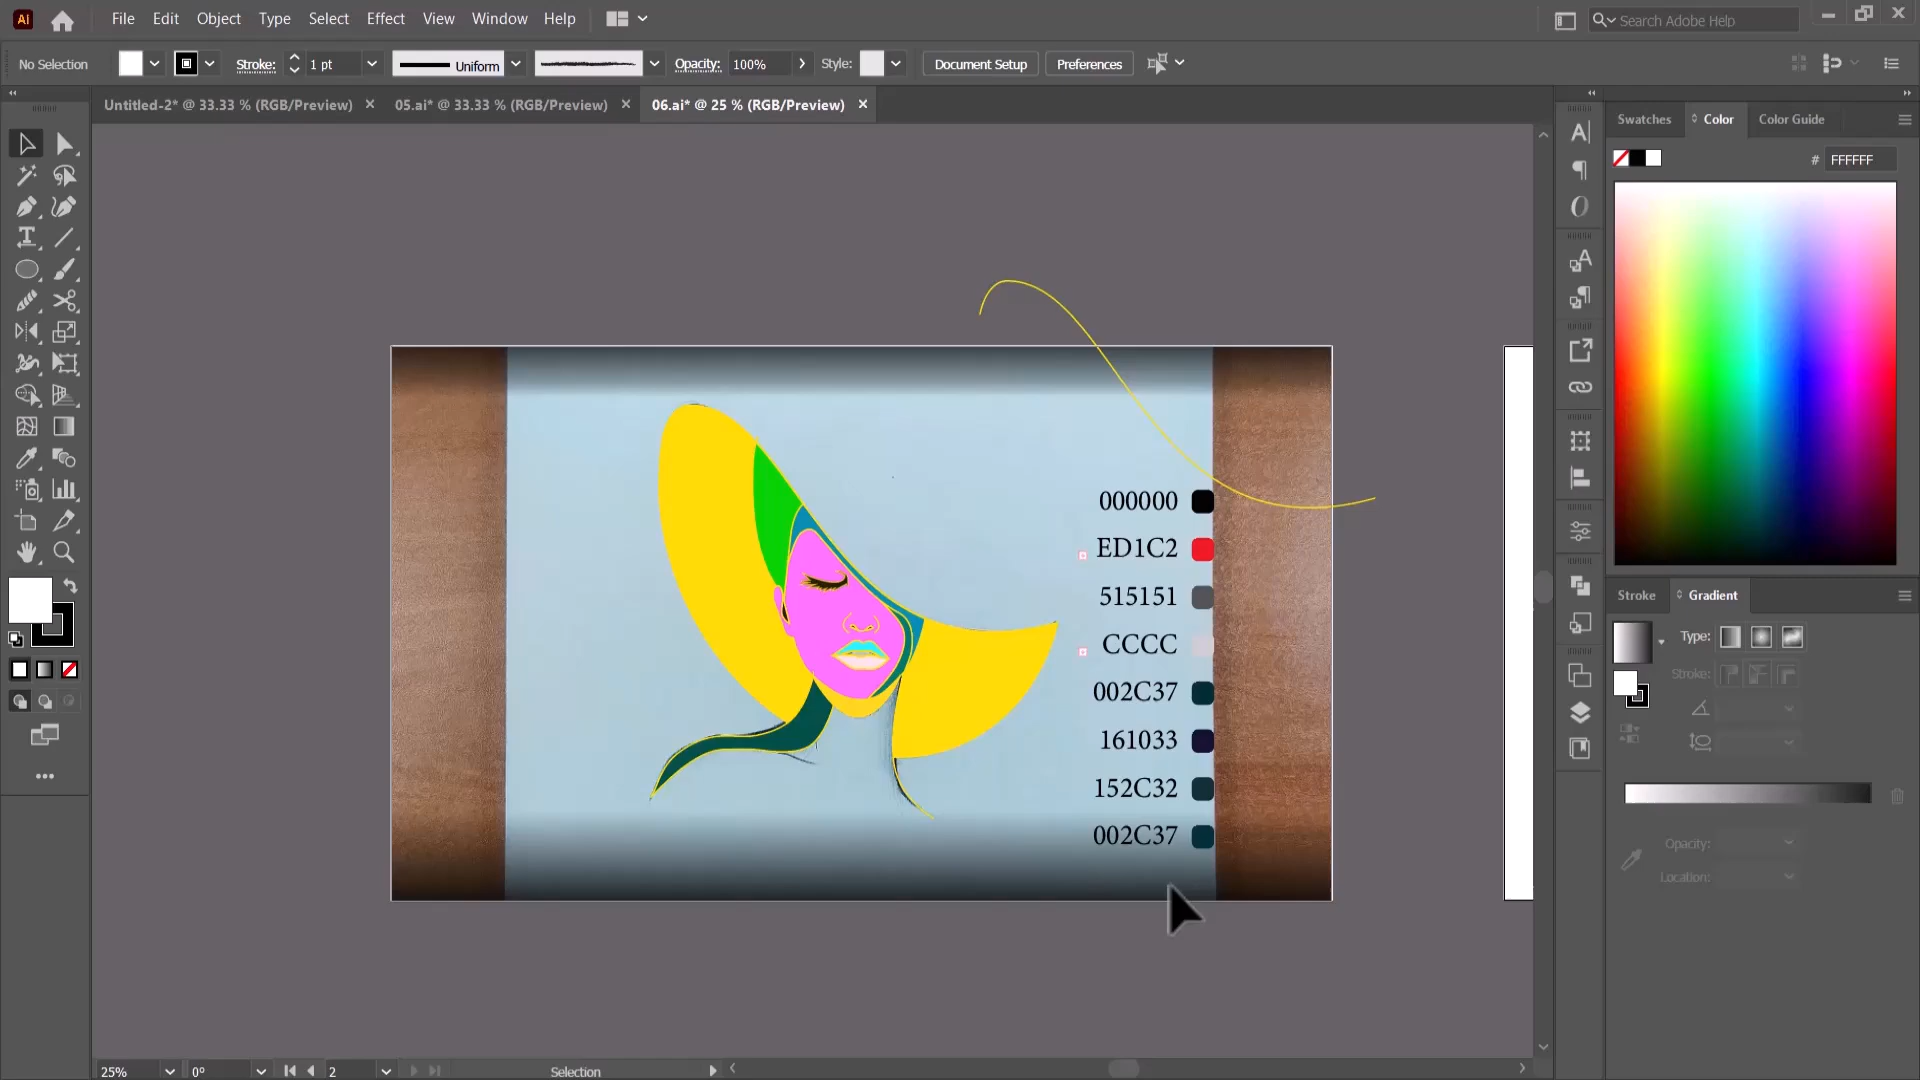 Ai File Edit Object Type Select Effect View Window Help Search Adobe Help
No Selection Stroke: 1 pt Uniform Opacity: 100% Style: Document Setup Preferences
Untitled-2* @ 33.33 % (RGB/Preview) × 05.ai* @ 33.33 % (RGB/Preview) × 06.ai* @ 25 % (RGB/Preview) ×
Swatches Color Color Guide
# FFFFFF
000000
ED1C2
515151
CCCC
002C37
161033
152C32
002C37
Stroke Gradient
Type:
Stroke:
Opacity:
Location:
25% 0° 2 Selection